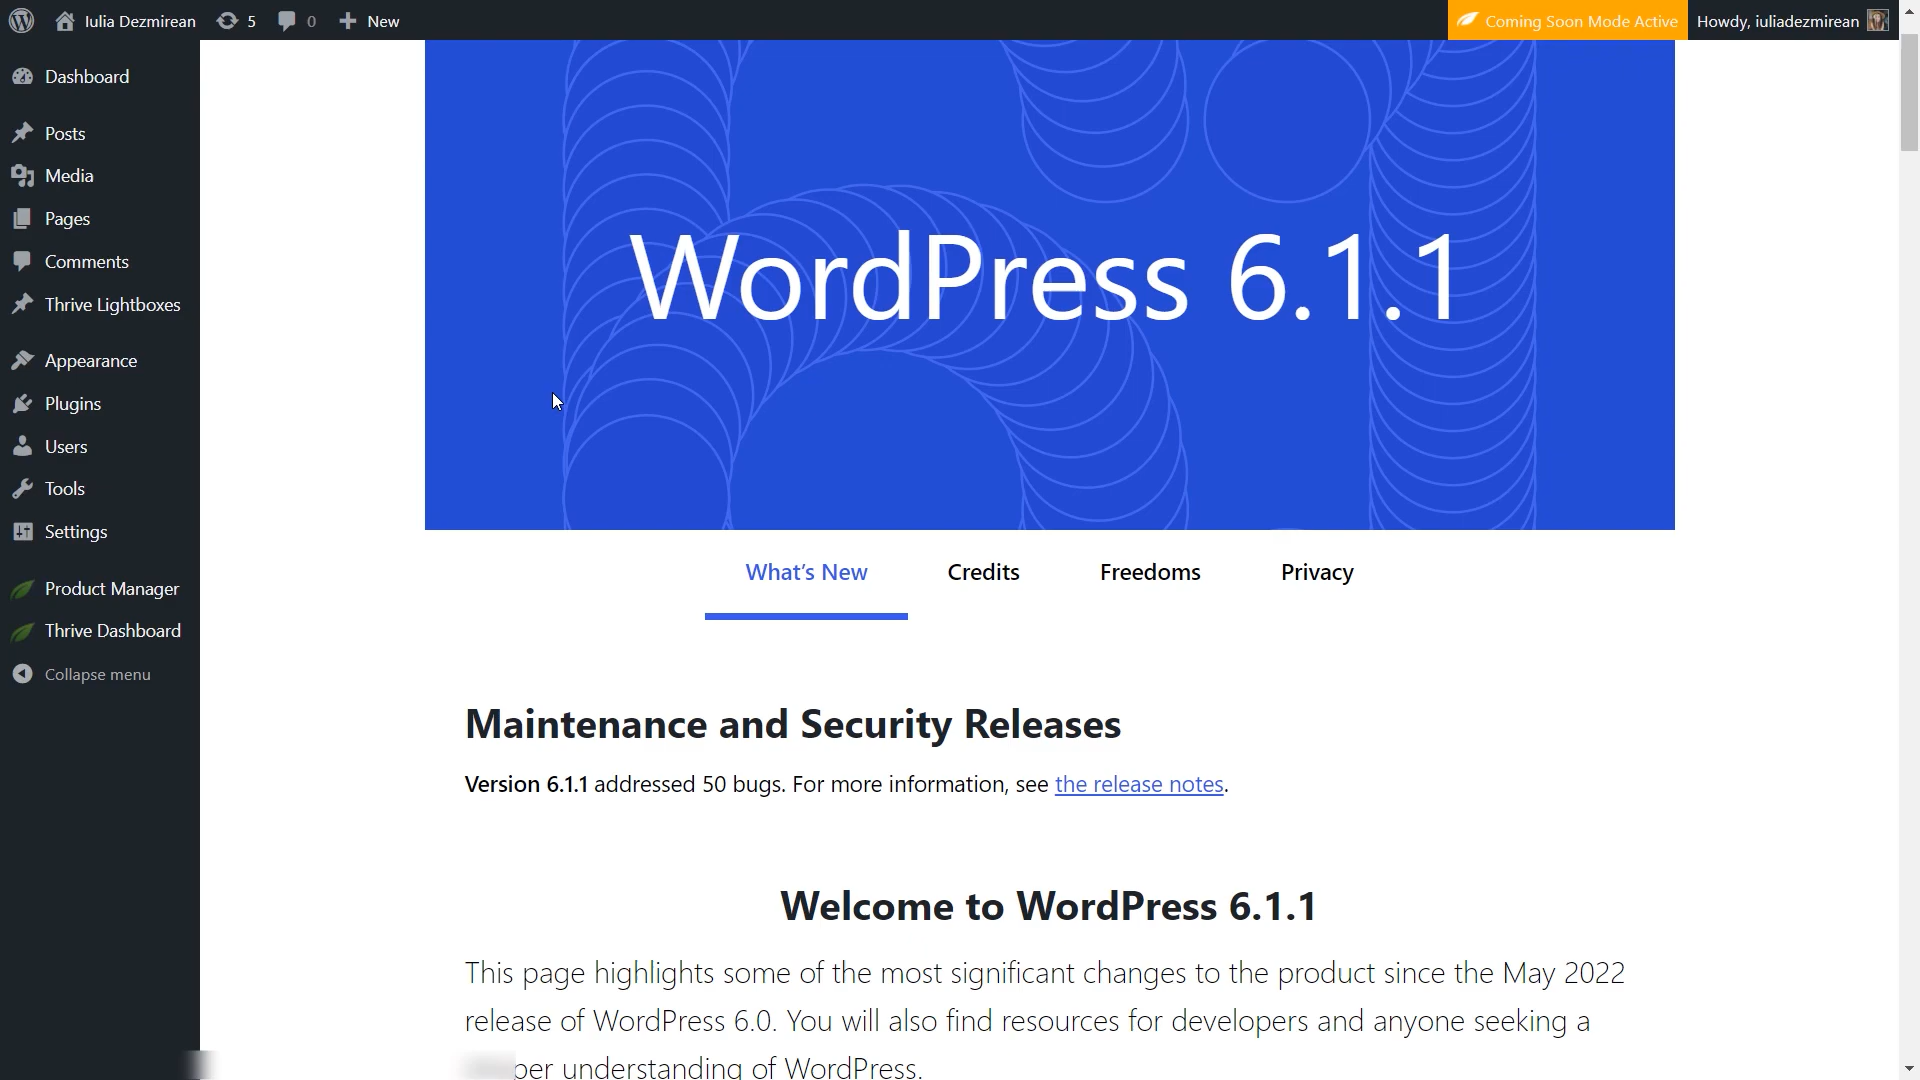 Iulia Dezmirean 5 0 New Coming Soon Mode Active Howdy, iuliadezmirean
Dashboard
Posts
Media
Pages
Comments
Thrive Lightboxes
Appearance
Plugins
Users
Tools
Settings
Product Manager
Thrive Dashboard
Collapse menu
WordPress 6.1.1
What’s New Credits Freedoms Privacy
Maintenance and Security Releases
Version 6.1.1 addressed 50 bugs. For more information, see the release notes.
Welcome to WordPress 6.1.1
This page highlights some of the most significant changes to the product since the May 2022
release of WordPress 6.0. You will also find resources for developers and anyone seeking a
understanding of WordPress.